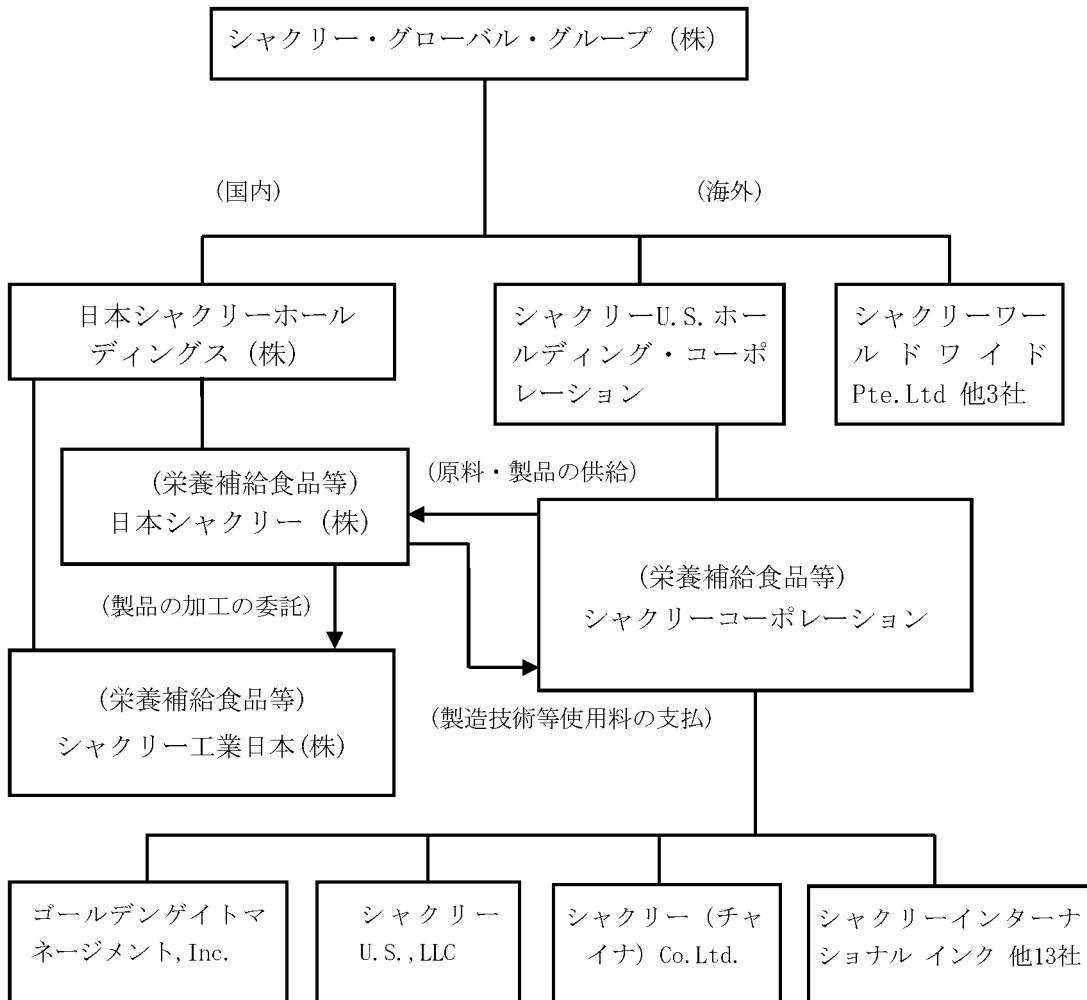 シャクリー・グローバル・グループ（株）
（国内）
（海外）
日本シャクリーホール
ディングス（株）
シャクリーU.S.ホ
ールディング・コーポ
レーション
シャクリーワー
ルドワイド
Pte.Ltd 他3社
（栄養補給食品等）
日本シャクリー（株）
（原料・製品の供給）
（栄養補給食品等）
シャクリーコーポレーション
（製品の加工の委託）
（栄養補給食品等）
シャクリー工業日本(株)
（製造技術等使用料の支払）
ゴールデンゲイトマ
ネージメント,Inc.
シャクリー
U.S.,LLC
シャクリー（チャ
イナ）Co.Ltd.
シャクリーインターナ
ショナル インク 他13社